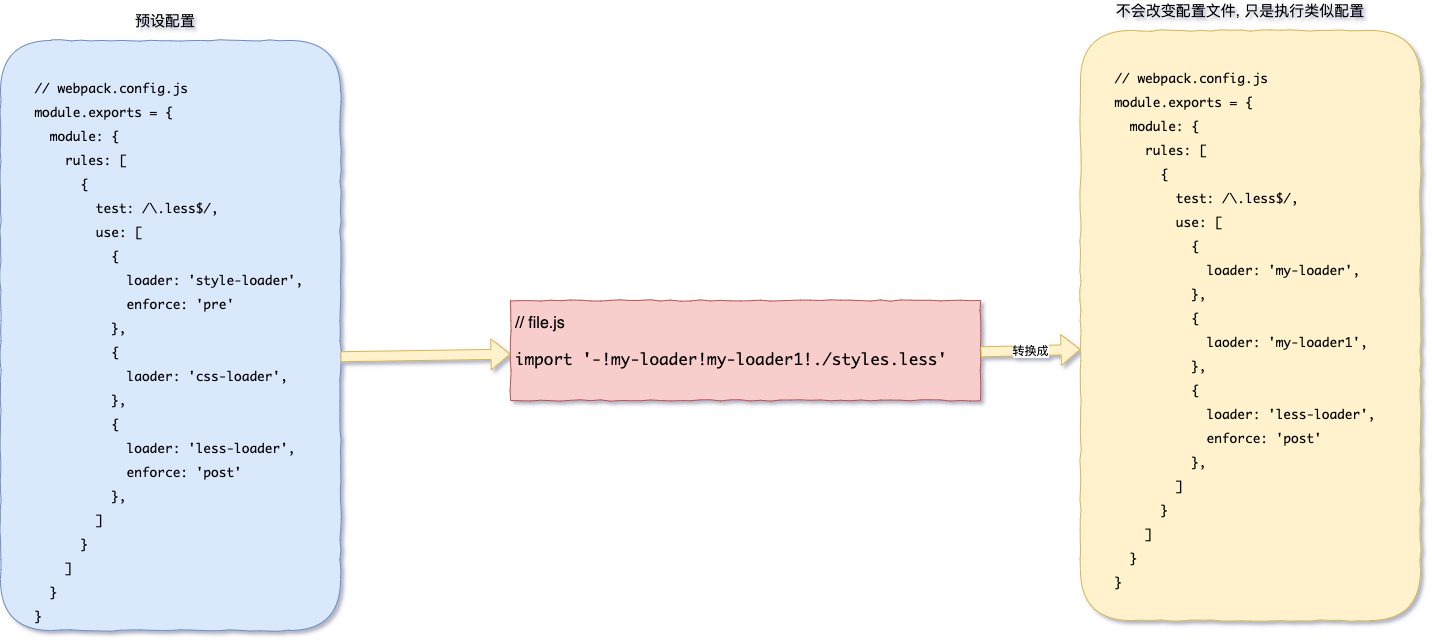 预设配置
// webpack.config.js
module.exports = {
  module: {
    rules: [
      {
        test: /\.less$/,
        use: [
          {
            loader: 'style-loader',
            enforce: 'pre'
          },
          {
            laoder: 'css-loader',
          },
          {
            loader: 'less-loader',
            enforce: 'post'
          },
        ]
      }
    ]
  }
}
// file.js
import '-!my-loader!my-loader1!./styles.less'
转换成
不会改变配置文件, 只是执行类似配置
// webpack.config.js
module.exports = {
  module: {
    rules: [
      {
        test: /\.less$/,
        use: [
          {
            loader: 'my-loader',
          },
          {
            laoder: 'my-loader1',
          },
          {
            loader: 'less-loader',
            enforce: 'post'
          },
        ]
      }
    ]
  }
}